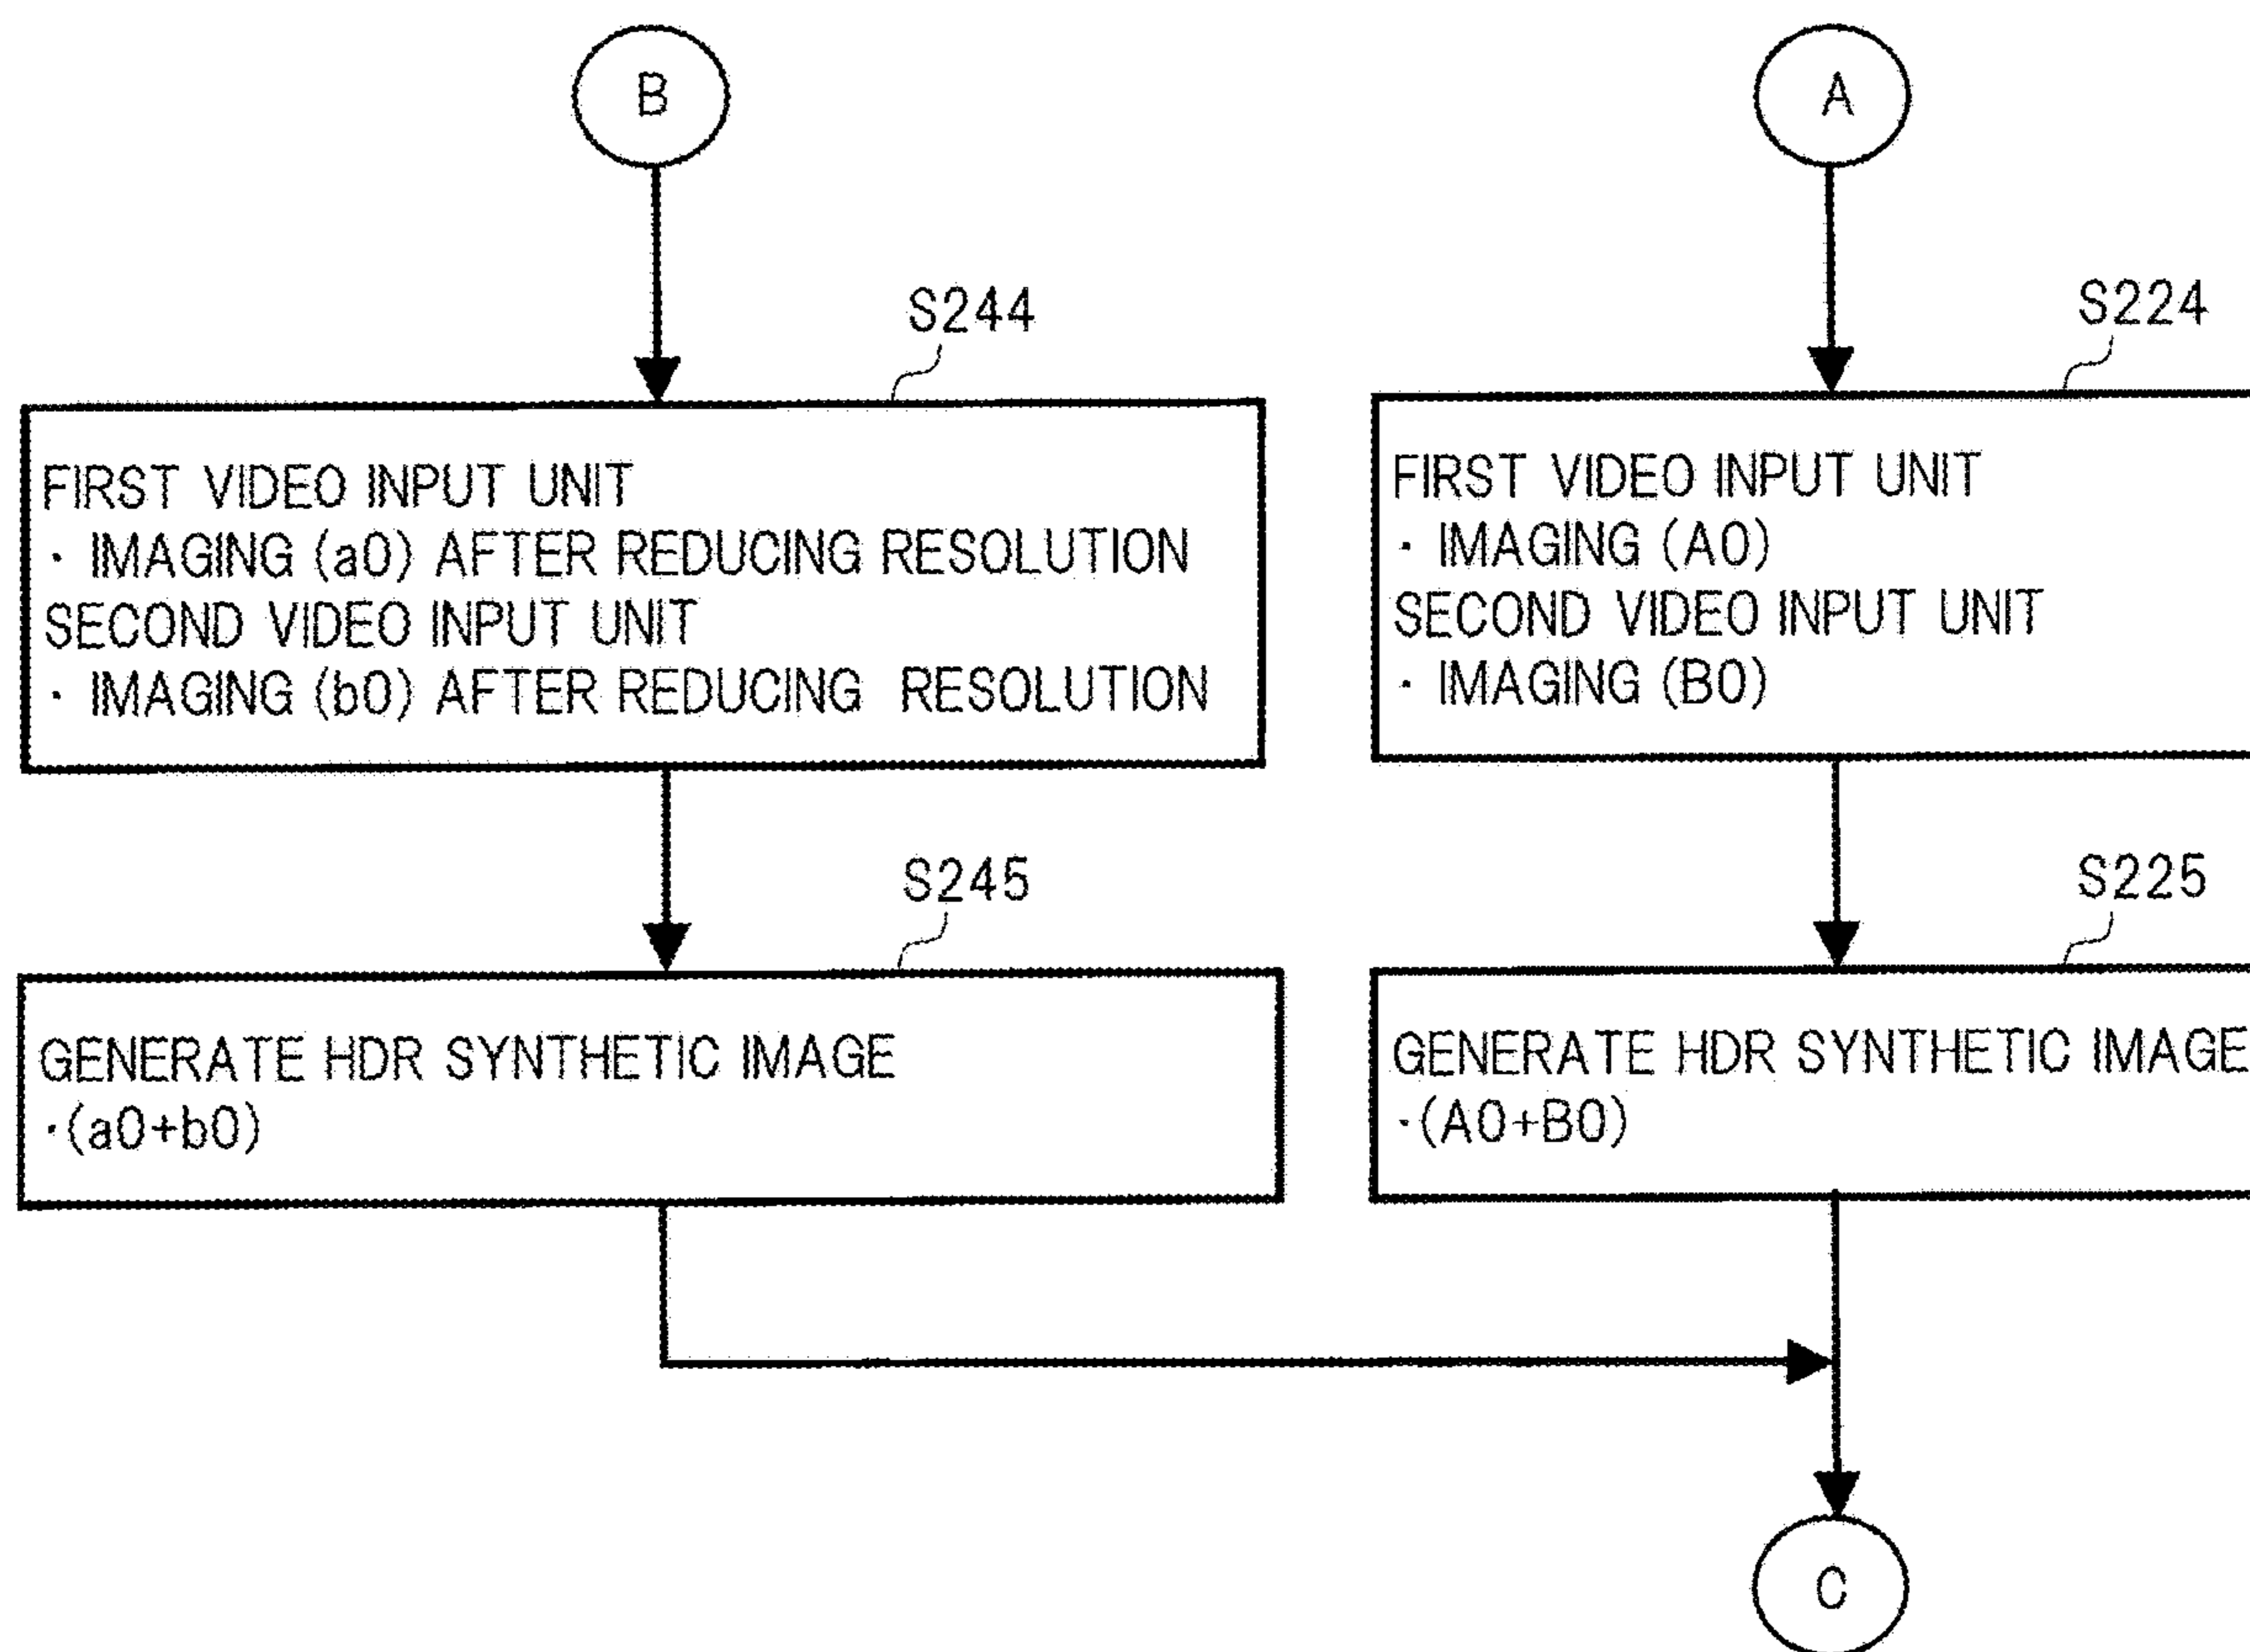 B
S244
FIRST VIDEO INPUT UNIT
・ IMAGING (a0) AFTER REDUCING RESOLUTION
SECOND VIDEO INPUT UNIT
・ IMAGING (b0) AFTER REDUCING RESOLUTION
S245
GENERATE HDR SYNTHETIC IMAGE
・(a0+b0)
A
S224
FIRST VIDEO INPUT UNIT
・ IMAGING (A0)
SECOND VIDEO INPUT UNIT
・ IMAGING (B0)
S225
GENERATE HDR SYNTHETIC IMAGE
・(A0+B0)
C